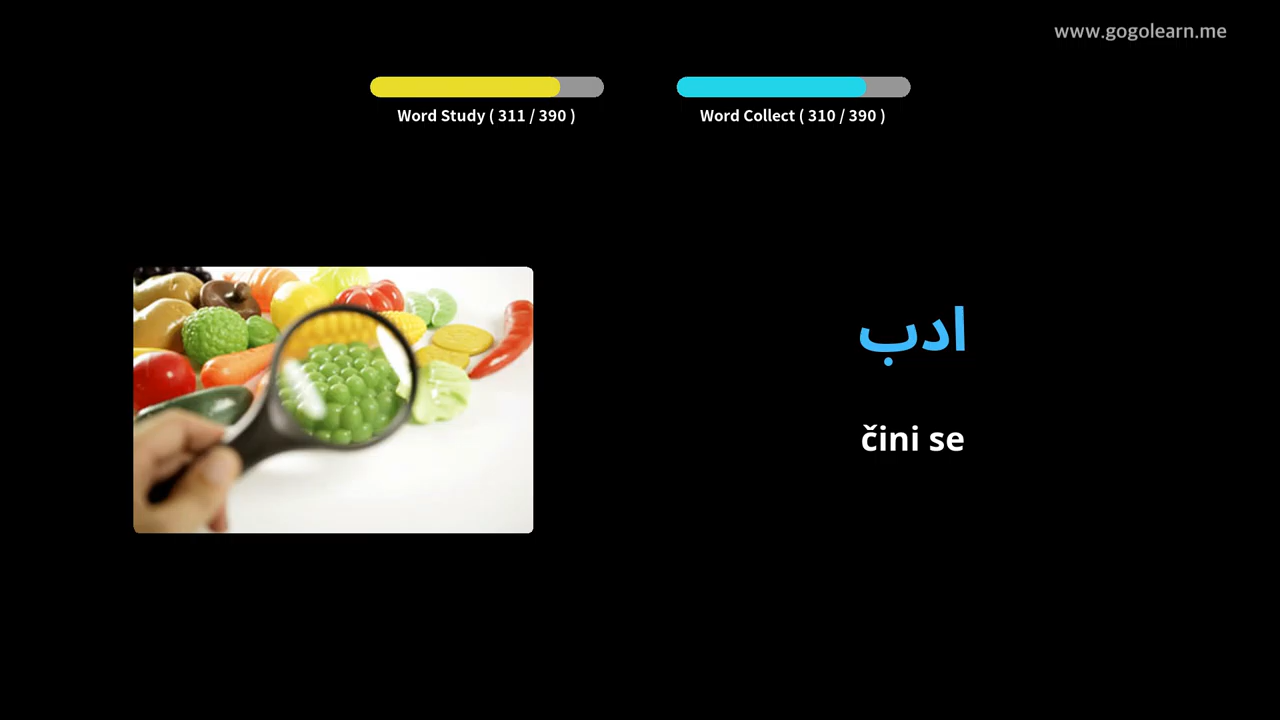 www.gogolearn.me
Word Study ( 311 / 390 )
Word Collect ( 310 / 390 )
ادب
čini se